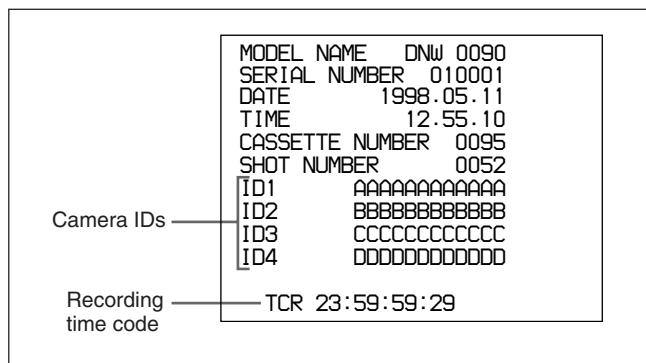 MODEL NAME DNW 0090
SERIAL NUMBER 010001
DATE 1998.05.11
TIME 12.55.10
CASSETTE NUMBER 0095
SHOT NUMBER 0052
ID1 AAAAAAAAAAAA
ID2 BBBBBBBBBBBB
ID3 CCCCCCCCCCCC
ID4 DDDDDDDDDDDD
Camera IDs
TCR 23:59:59:29
Recording
time code